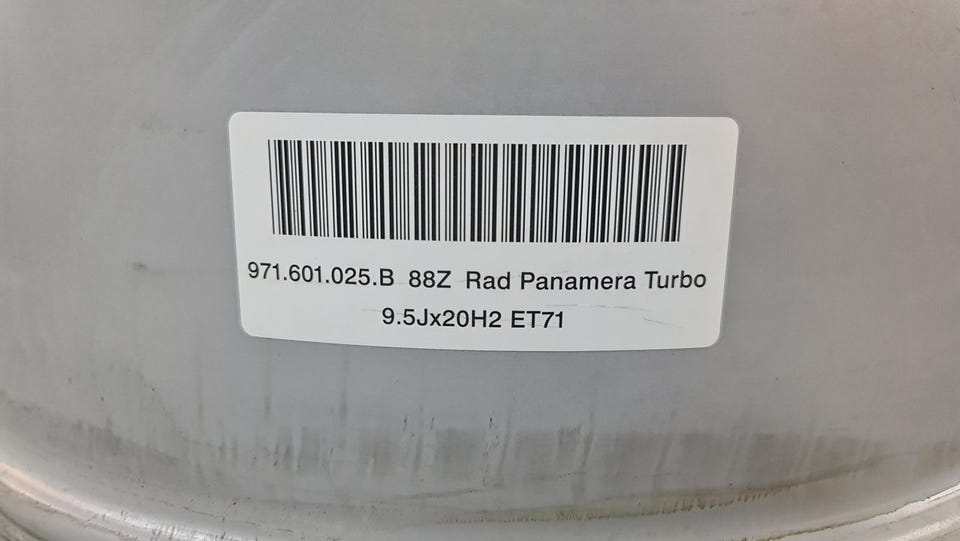 971.601.025.B 88Z Rad Panamera Turbo
9.5Jx20H2 ET71